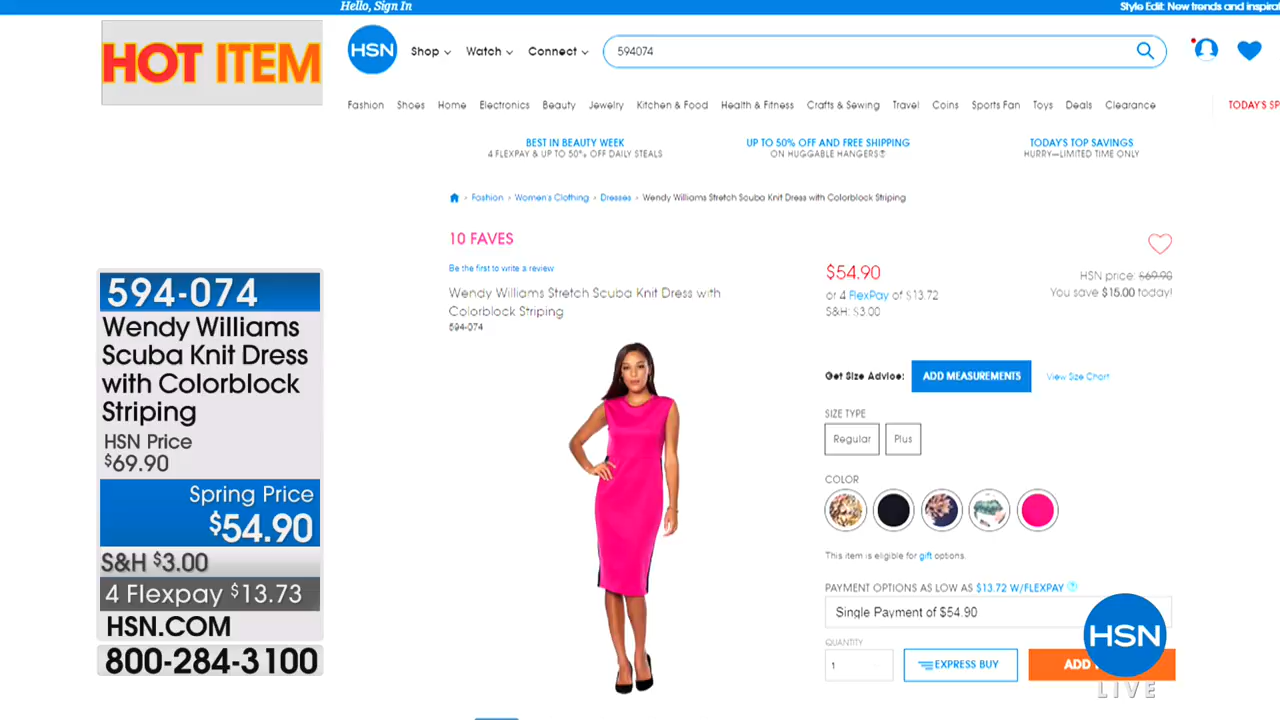 Hello, Sign In
Style Edit: New trends and inspira
HOT ITEM
HSN
Shop
Watch
Connect
594074
Fashion
Shoes
Home
Electronics
Beauty
Jewelry
Kitchen & Food
Health & Fitness
Crafts & Sewing
Travel
Coins
Sports Fan
Toys
Deals
Clearance
TODAY'S SP
BEST IN BEAUTY WEEK
4 FLEXPAY & UP TO 50%* OFF DAILY STEALS
UP TO 50% OFF AND FREE SHIPPING
ON HUGGABLE HANGERS®
TODAY'S TOP SAVINGS
HURRY—LIMITED TIME ONLY
Fashion › Women's Clothing › Dresses › Wendy Williams Stretch Scuba Knit Dress with Colorblock Striping
10 FAVES
Be the first to write a review
Wendy Williams Stretch Scuba Knit Dress with
Colorblock Striping
594-074
$54.90
or 4 FlexPay of $13.72
S&H: $3.00
HSN price: $69.90
You save $15.00 today!
Get Size Advice:
ADD MEASUREMENTS
View Size Chart
SIZE TYPE
Regular
Plus
COLOR
This item is eligible for gift options.
PAYMENT OPTIONS AS LOW AS $13.72 W/FLEXPAY ?
Single Payment of $54.90
QUANTITY
1
EXPRESS BUY
ADD
HSN
LIVE
594-074
Wendy Williams
Scuba Knit Dress
with Colorblock
Striping
HSN Price
$69.90
Spring Price
$54.90
S&H $3.00
4 Flexpay $13.73
HSN.COM
800-284-3100